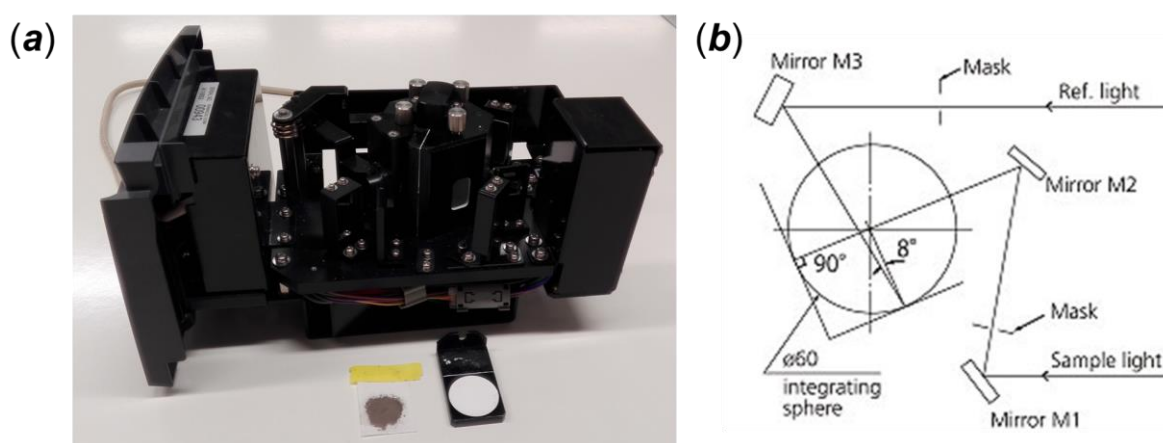 (a)
(b)
Mirror M3
Mask
Ref. light
Mirror M2
8°
90°
Mask
ø60
integrating
sphere
Sample light
Mirror M1